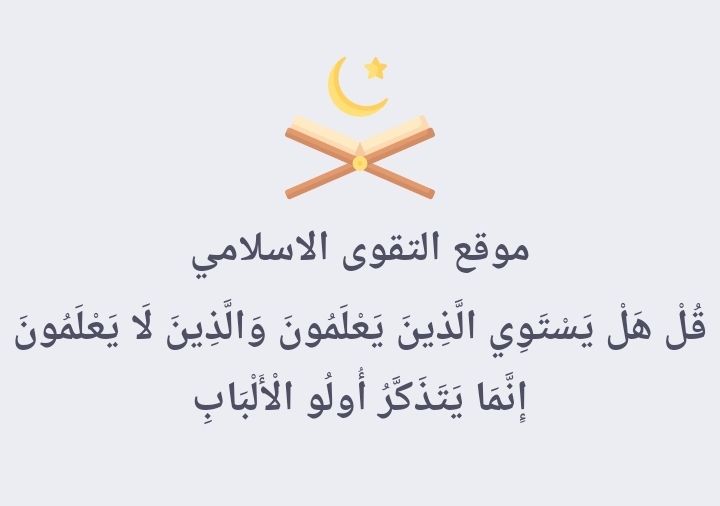 موقع التقوى الاسلامي
قُلْ هَلْ يَسْتَوِي الَّذِينَ يَعْلَمُونَ وَالَّذِينَ لَا يَعْلَمُونَ
إِنَّمَا يَتَذَكَّرُ أُولُو الْأَلْبَابِ